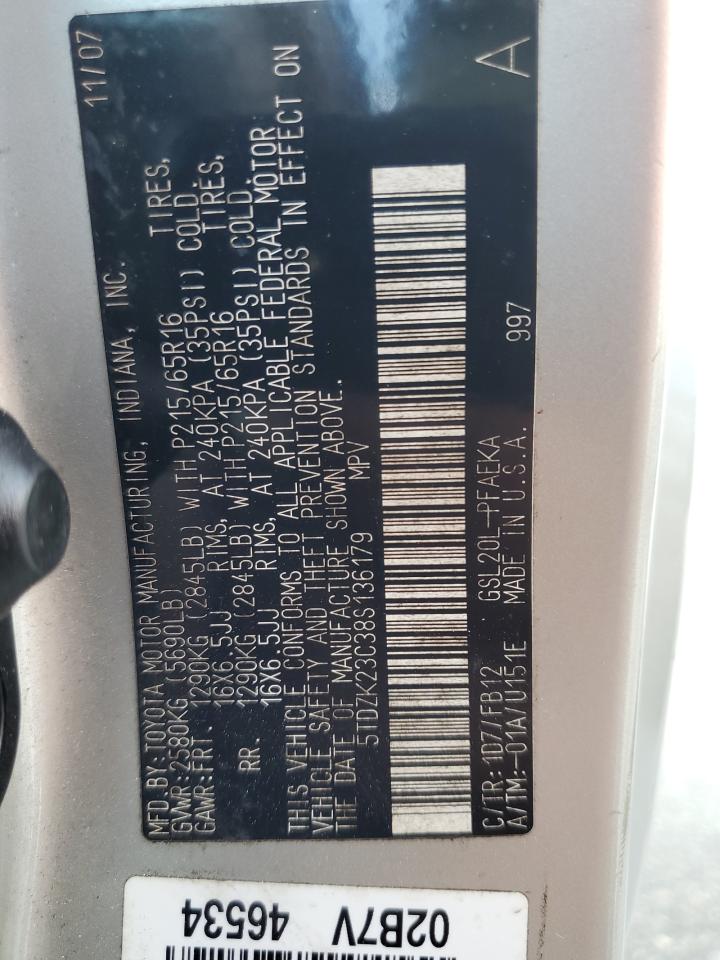 MFD BY:TOYOTA MOTOR MANUFACTURING, INDIANA, INC. 11/07
GVWR:2580KG (5690LB)
GAWR:FRT. 1290KG (2845LB) WITH P215/65R16 TIRES,
16X6.5JJ RIMS, AT 240KPA (35PSI) COLD.
RR. 1290KG (2845LB) WITH P215/65R16 TIRES,
16X6.5JJ RIMS, AT 240KPA (35PSI) COLD
THIS VEHICLE CONFORMS TO ALL APPLICABLE FEDERAL MOTOR
VEHICLE SAFETY AND THEFT PREVENTION STANDARDS IN EFFECT ON
THE DATE OF MANUFACTURE SHOWN ABOVE.
5TDZK23C38S136179 MPV
C/TR:1D7/FB12 GSL20L-PFAEKA 997 A
A/TM:-01A/U151E MADE IN U.S.A.
02B7V 46534